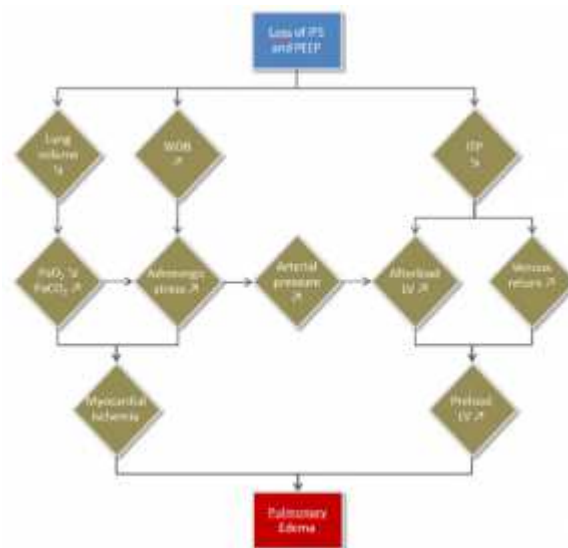 Loss of IPS
and PEEP
Lung
volume
↘
WOB
↗
ITP
↘
PaO₂ ↘
PaCO₂ ↗
Adrenergic
stress ↗
Arterial
pressure
↗
Afterload
LV ↗
Venous
return ↗
Myocardial
Ischemia
Preload
LV ↗
Pulmonary
Edema